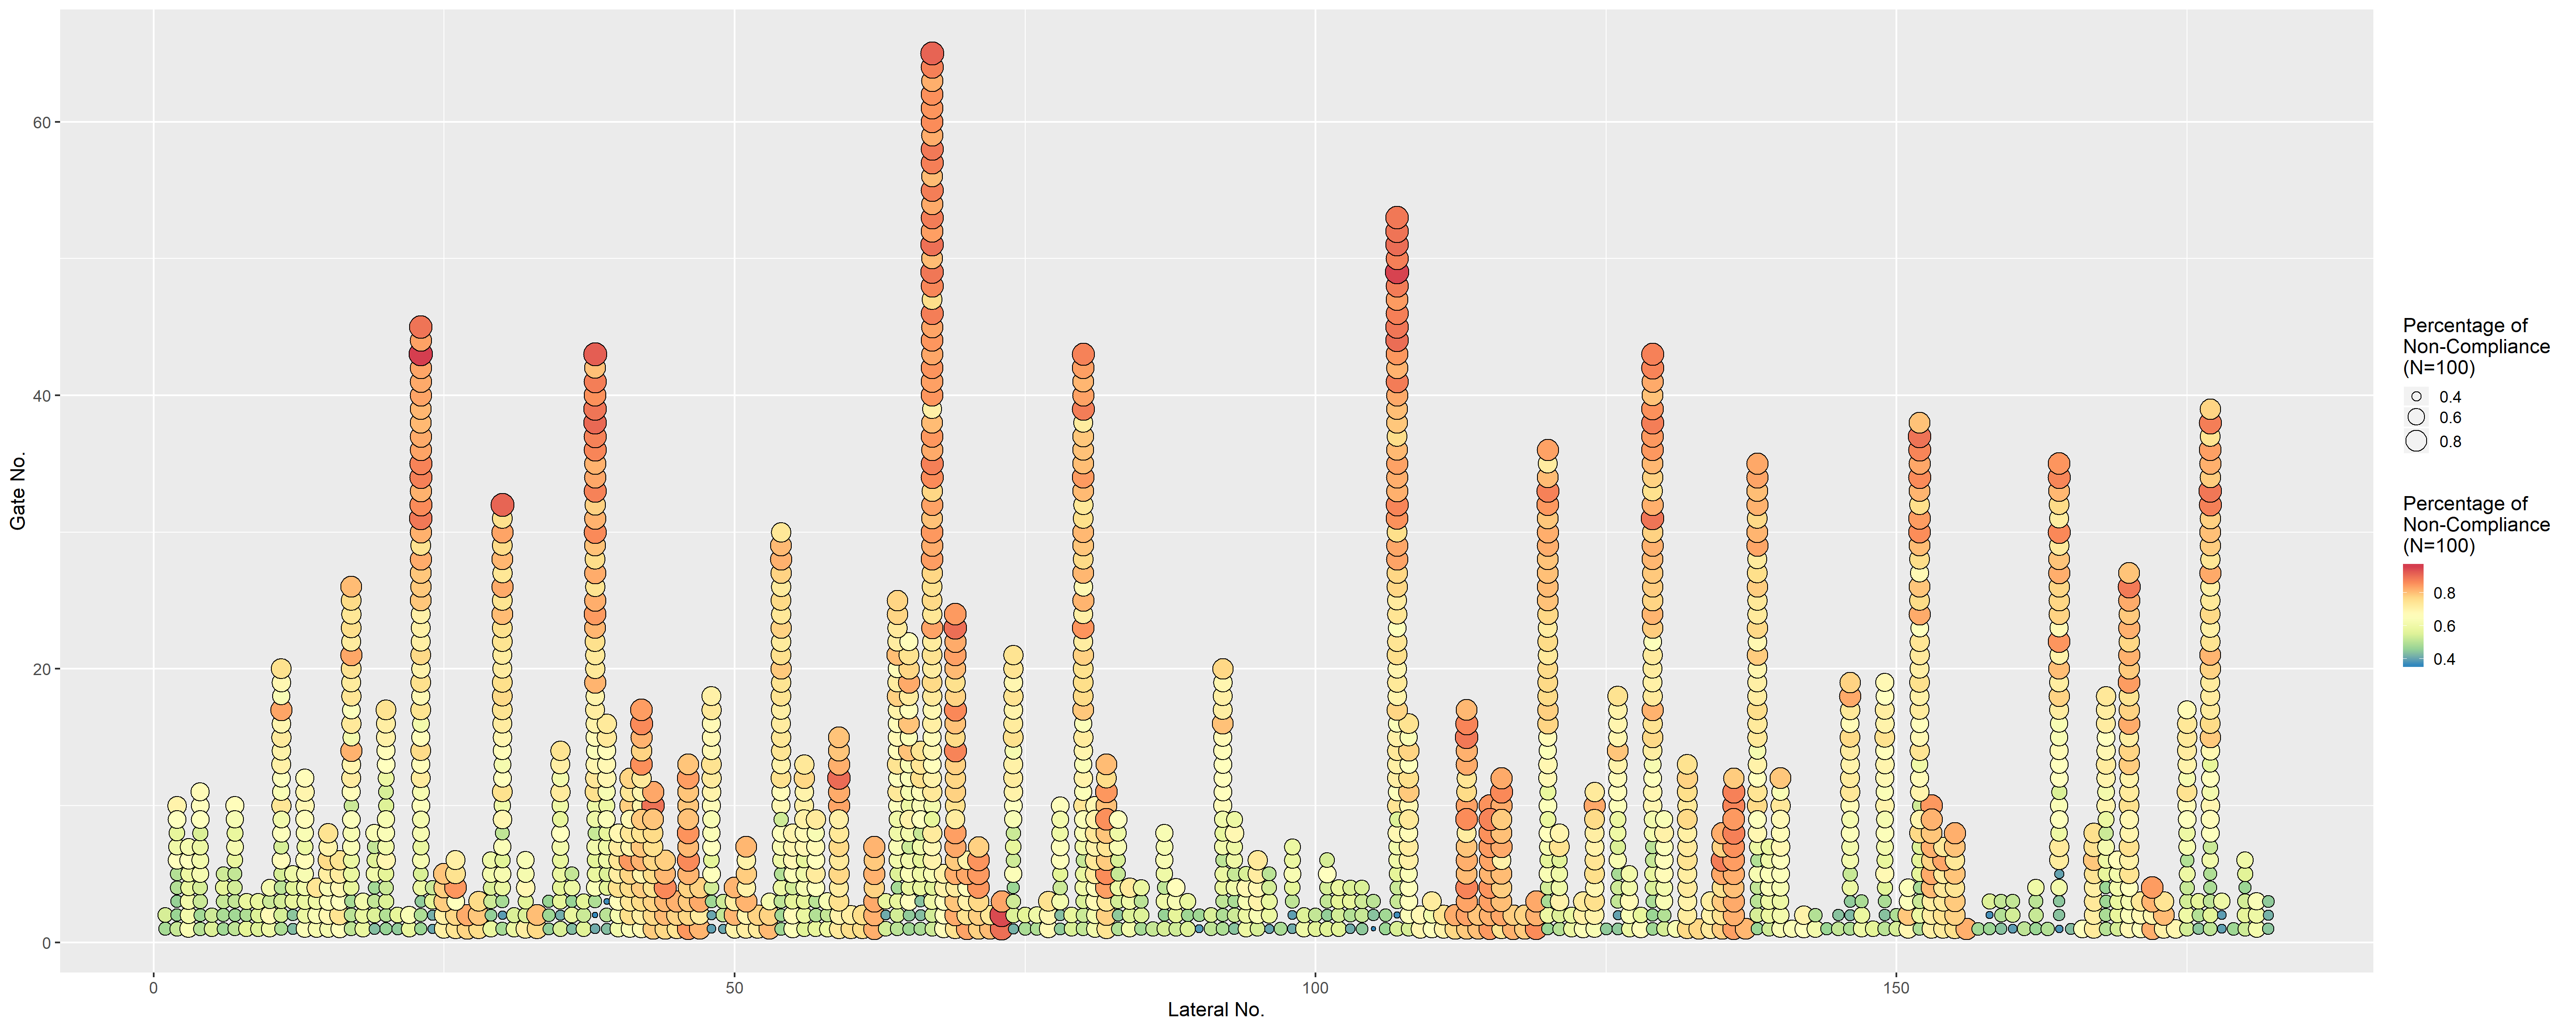 60
40
20
0
Gate No.
0
50
100
150
Lateral No.
Percentage of
Non-Compliance
(N=100)
0.4
0.6
0.8
Percentage of
Non-Compliance
(N=100)
0.8
0.6
0.4